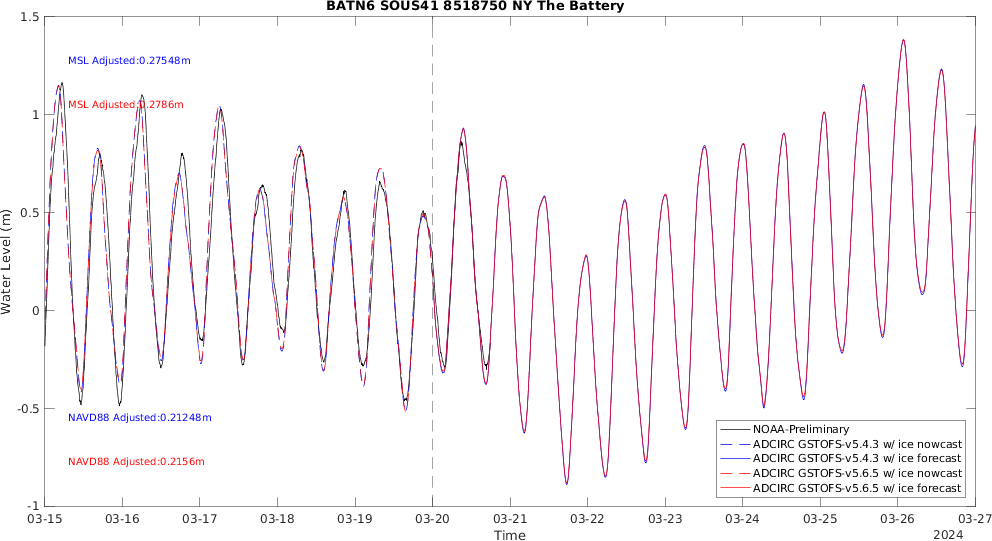 BATN6 SOUS41 8518750 NY The Battery
1.5
1
0.5
0
-0.5
-1
Water Level (m)
MSL Adjusted:0.27548m
MSL Adjusted:0.2786m
NAVD88 Adjusted:0.21248m
NAVD88 Adjusted:0.2156m
NOAA-Preliminary
ADCIRC GSTOFS-v5.4.3 w/ ice nowcast
ADCIRC GSTOFS-v5.4.3 w/ ice forecast
ADCIRC GSTOFS-v5.6.5 w/ ice nowcast
ADCIRC GSTOFS-v5.6.5 w/ ice forecast
03-15 03-16 03-17 03-18 03-19 03-20 03-21 03-22 03-23 03-24 03-25 03-26 03-27
Time
2024